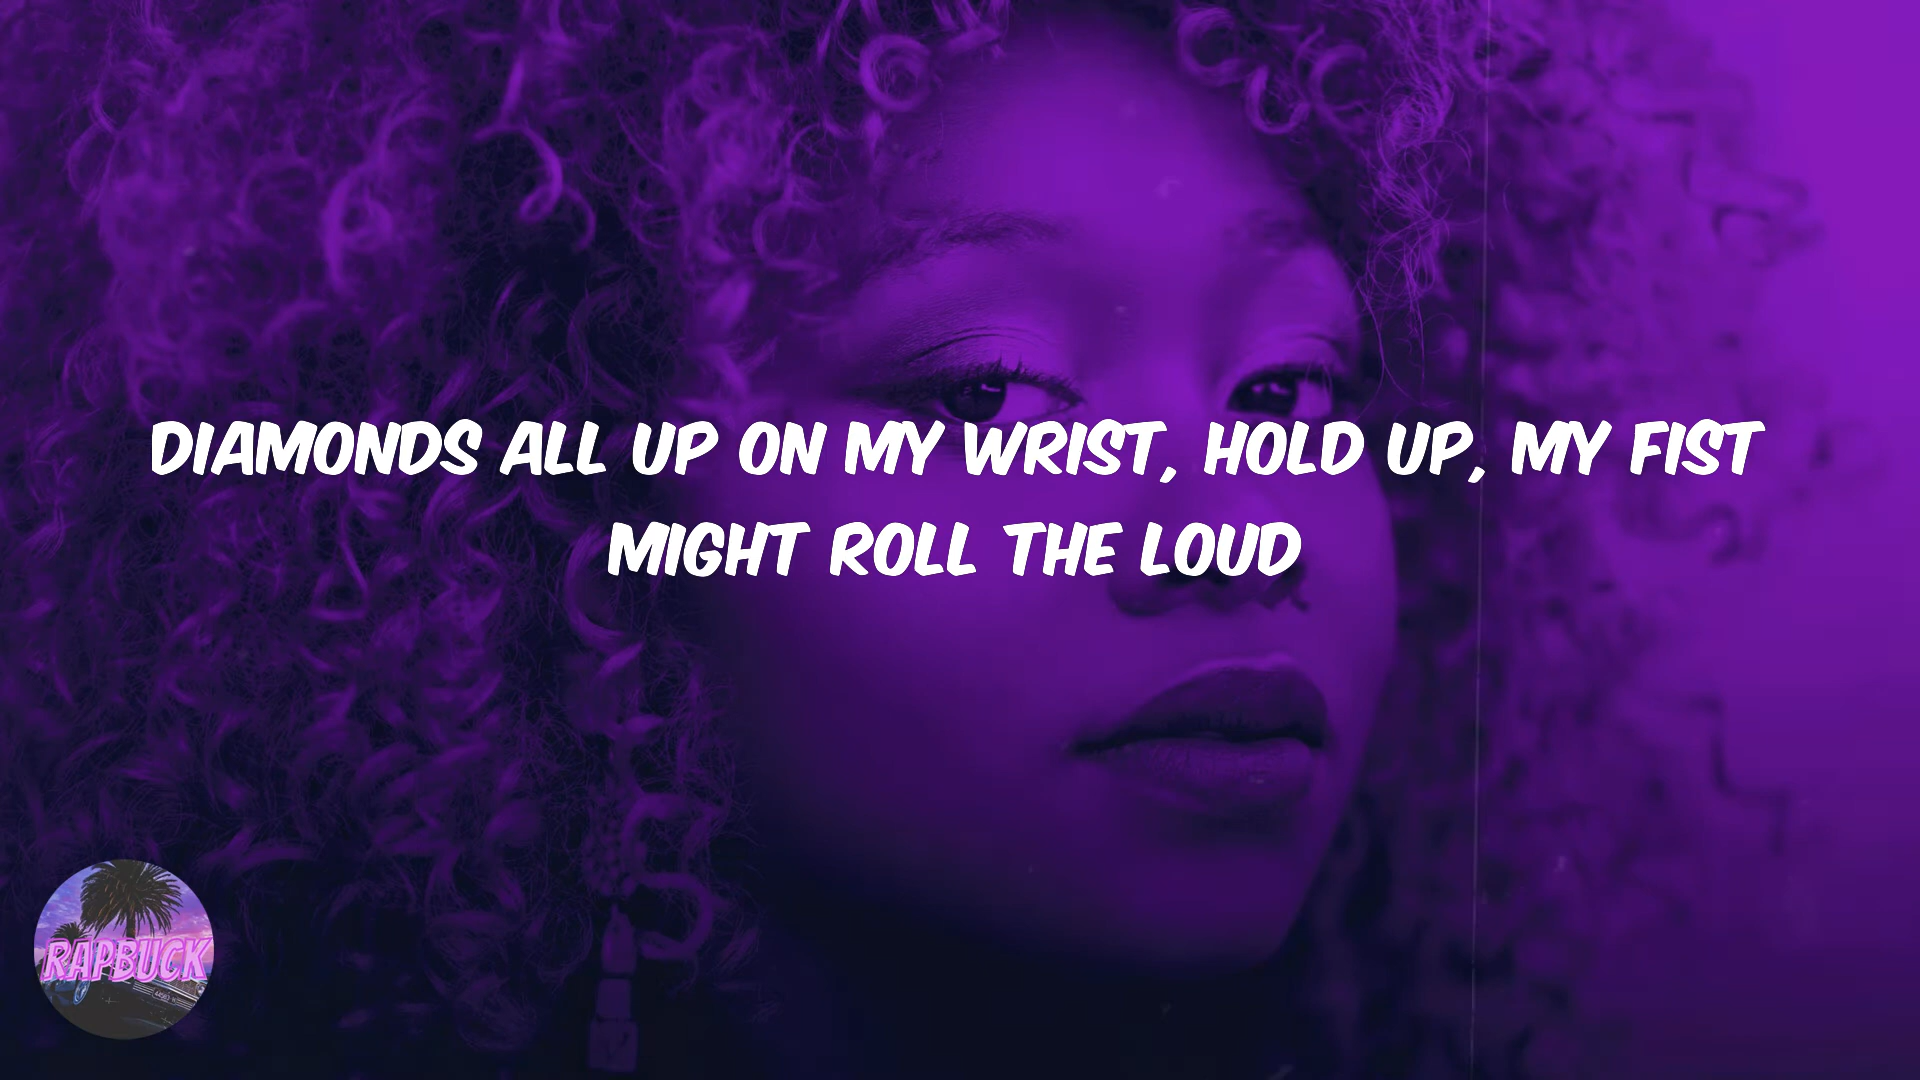 DIAMONDS ALL UP ON MY WRIST, HOLD UP, MY FIST
MIGHT ROLL THE LOUD
RAPBUCK